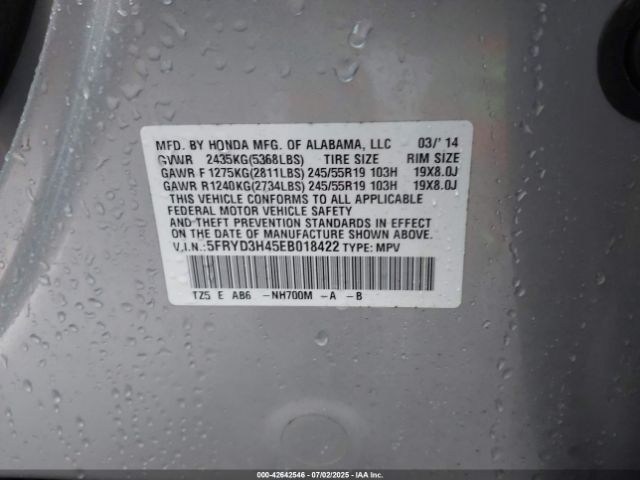 MFD. BY HONDA MFG. OF ALABAMA, LLC 03/'14
GVWR 2435KG(5368LBS) TIRE SIZE RIM SIZE
GAWR F 1275KG(2811LBS) 245/55R19 103H 19X8.0J
GAWR R1240KG(2734LBS) 245/55R19 103H 19X8.0J
THIS VEHICLE CONFORMS TO ALL APPLICABLE
FEDERAL MOTOR VEHICLE SAFETY
AND THEFT PREVENTION STANDARDS IN EFFECT
ON THE DATE OF MANUFACTURE SHOWN ABOVE.
V.I.N.: 5FRYD3H45EB018422 TYPE: MPV
TZ5 E AB6 -NH700M -A -B
000-42642546 - 07/02/2025 - IAAI.COM